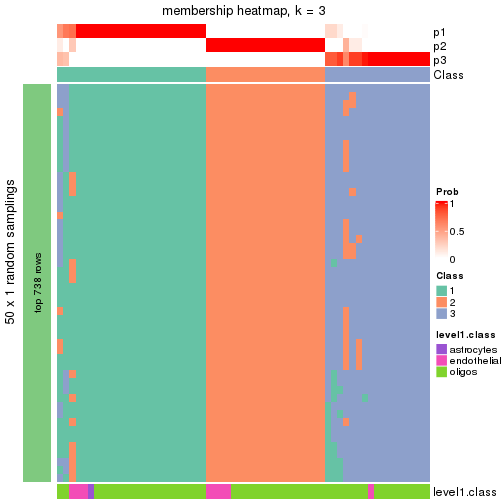 membership heatmap, k = 3
p1
p2
p3
Class
50 x 1 random samplings
top 738 rows
Prob
1
0.5
0
Class
1
2
3
level1.class
astrocytes
endothelial
oligos
level1.class